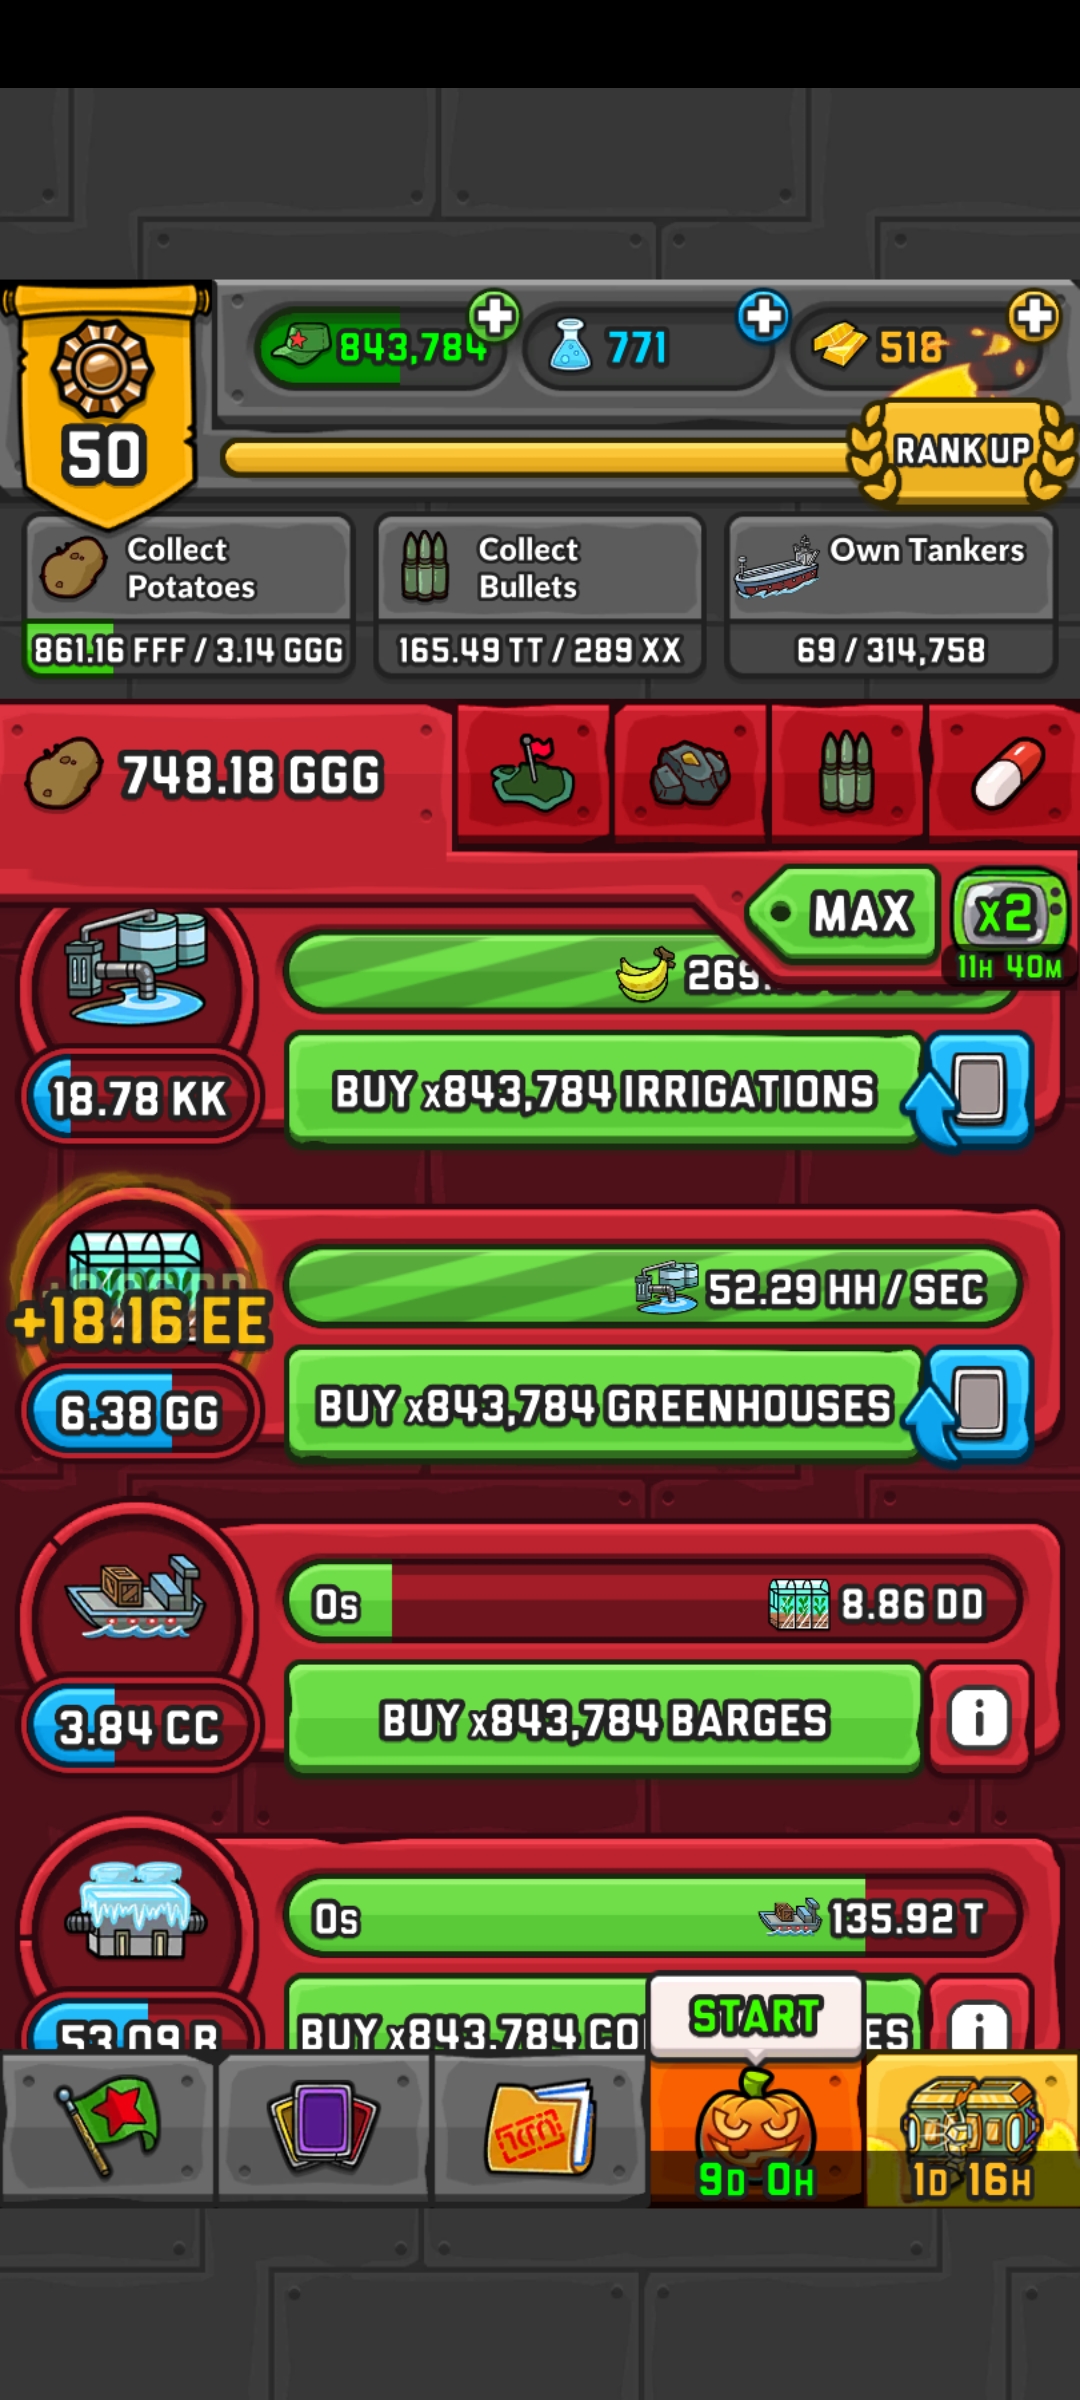 843,784
771
518
50
RANK UP
Collect
Potatoes
Collect
Bullets
Own Tankers
861.16 FFF / 3.14 GGG
165.49 TT / 289 XX
69 / 314,758
748.18 GGG
MAX
x2
11H 40M
269.
18.78 KK
BUY x843,784 IRRIGATIONS
52.29 HH / SEC
+18.16 EE
6.38 GG
BUY x843,784 GREENHOUSES
0s
8.86 DD
3.84 CC
BUY x843,784 BARGES
i
0s
135.92 T
53.09 B
BUY x843,784 CO
ES
i
START
9D 0H
1D 16H